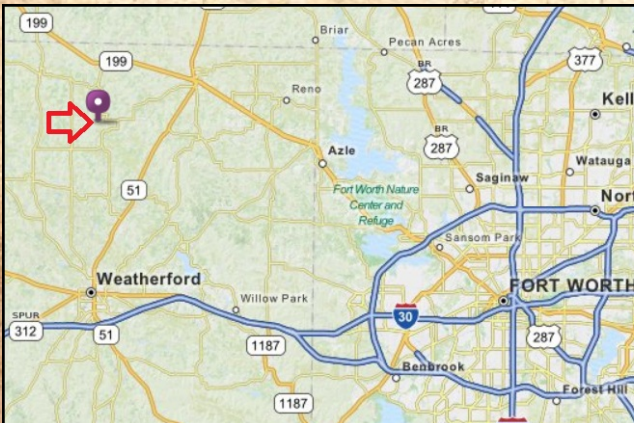 199
Briar
Pecan Acres
199
BR
287
377
Reno
Kell
BR
287
Azle
Watauga
51
Saginaw
Fort Worth Nature
Center and
Refuge
Nort
Sansom Park
Weatherford
Willow Park
FORT WORTH
SPUR
312
51
30
287
1187
Benbrook
1187
Forest Hill